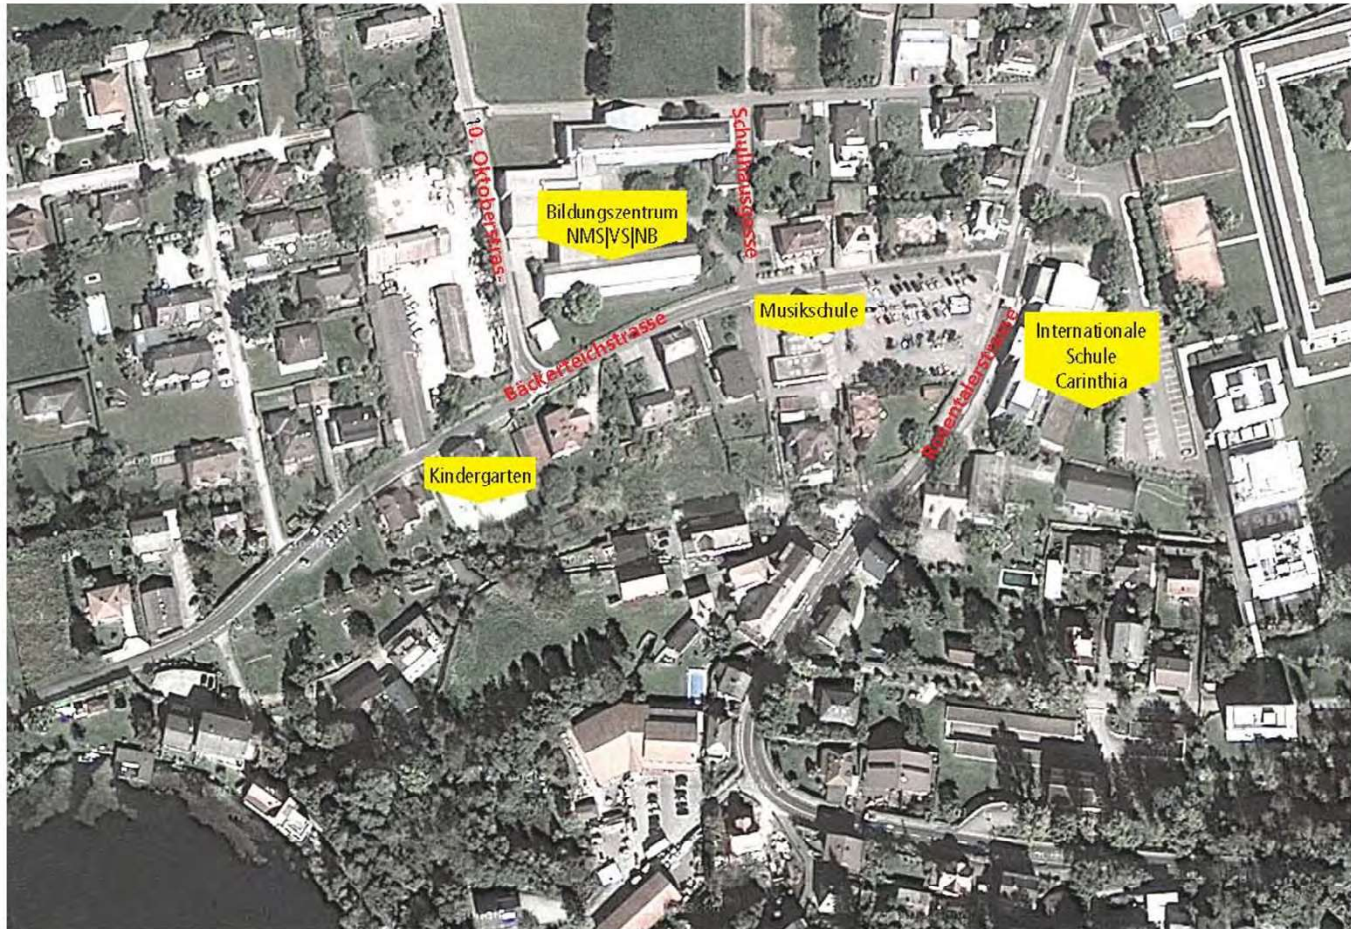 10. Oktoberstras-
Schulhausgasse
Bildungszentrum
NMS|VS|NB
Musikschule
Internationale
Schule
Carinthia
Bäckerteichstrasse
Rosentalerstrasse
Kindergarten